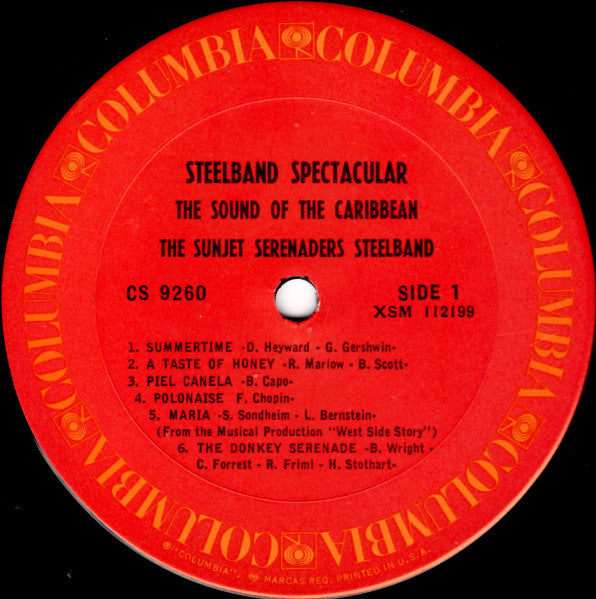 COLUMBIA COLUMBIA COLUMBIA COLUMBIA COLUMBIA COLUMBIA
STEELBAND SPECTACULAR
THE SOUND OF THE CARIBBEAN
THE SUNJET SERENADERS STEELBAND
CS 9260
SIDE 1
XSM 112199
1. SUMMERTIME -D. Heyward - G. Gershwin-
2. A TASTE OF HONEY -R. Marlow - B. Scott-
3. PIEL CANELA -B. Capo-
4. POLONAISE F. Chopin-
5. MARIA -S. Sondheim - L. Bernstein-
(From the Musical Production "West Side Story")
6. THE DONKEY SERENADE -B. Wright -
C. Forrest - R. Friml - H. Stothart-
®"COLUMBIA", MARCAS REG. PRINTED IN U.S.A.